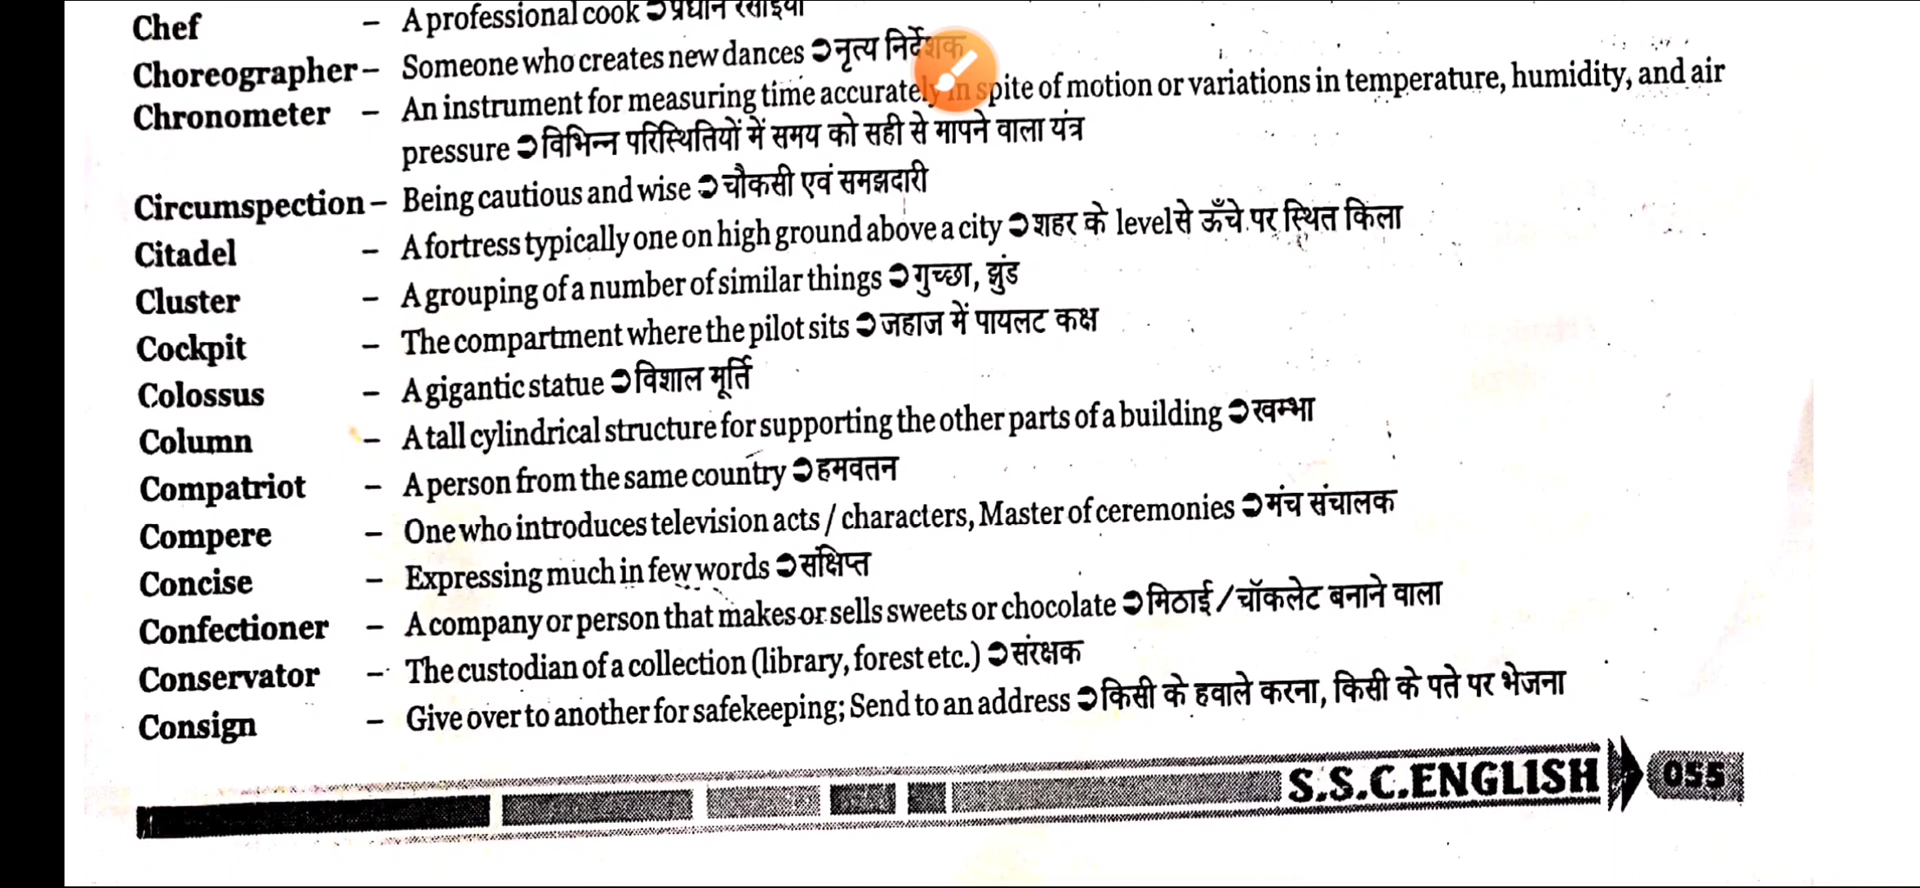 Chef – A professional cook ➲ प्रधान रसोइया
Choreographer – Someone who creates new dances ➲ नृत्य निर्देशक
Chronometer – An instrument for measuring time accurately in spite of motion or variations in temperature, humidity, and air
pressure ➲ विभिन्न परिस्थितियों में समय को सही से मापने वाला यंत्र
Circumspection – Being cautious and wise ➲ चौकसी एवं समझदारी
Citadel – A fortress typically one on high ground above a city ➲ शहर के level से ऊँचे पर स्थित किला
Cluster – A grouping of a number of similar things ➲ गुच्छा, झुंड
Cockpit – The compartment where the pilot sits ➲ जहाज में पायलट कक्ष
Colossus – A gigantic statue ➲ विशाल मूर्ति
Column – A tall cylindrical structure for supporting the other parts of a building ➲ खम्भा
Compatriot – A person from the same country ➲ हमवतन
Compere – One who introduces television acts / characters, Master of ceremonies ➲ मंच संचालक
Concise – Expressing much in few words ➲ संक्षिप्त
Confectioner – A company or person that makes or sells sweets or chocolate ➲ मिठाई / चॉकलेट बनाने वाला
Conservator – The custodian of a collection (library, forest etc.) ➲ संरक्षक
Consign – Give over to another for safekeeping; Send to an address ➲ किसी के हवाले करना, किसी के पते पर भेजना
S.S.C.ENGLISH 055